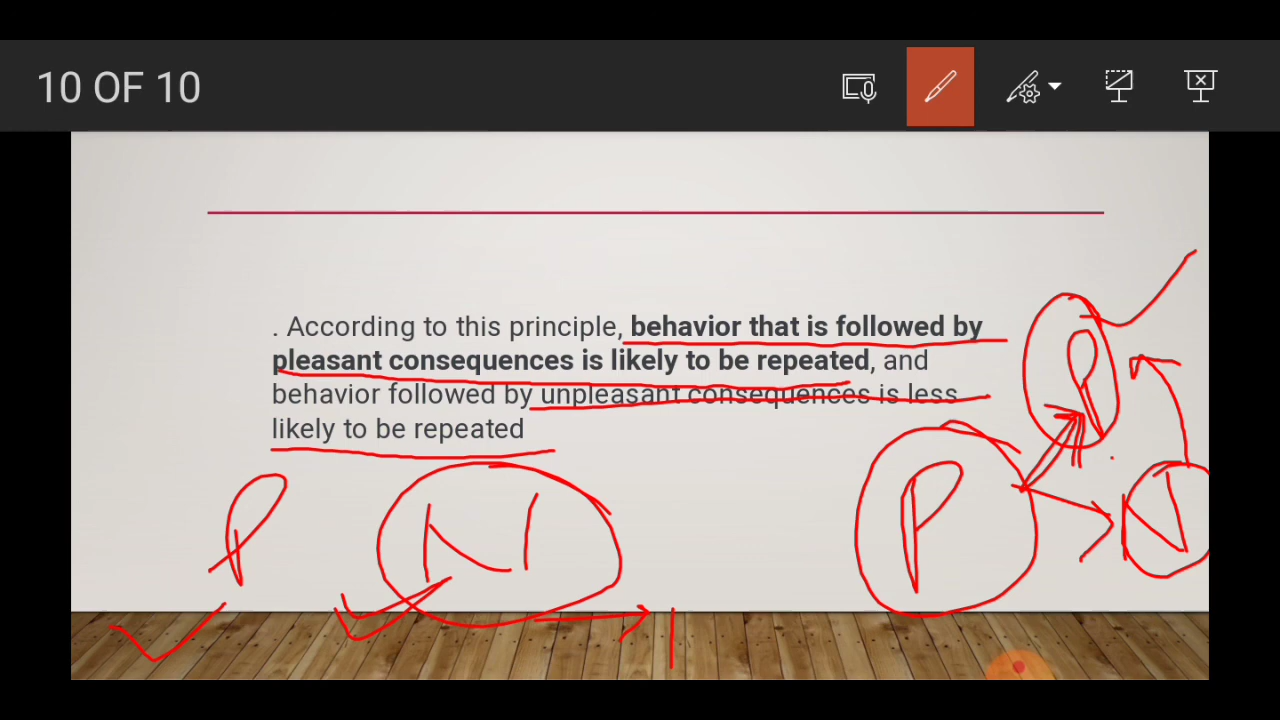 10 OF 10
. According to this principle, behavior that is followed by
pleasant consequences is likely to be repeated, and
behavior followed by unpleasant consequences is less
likely to be repeated
P
P
N
P
N